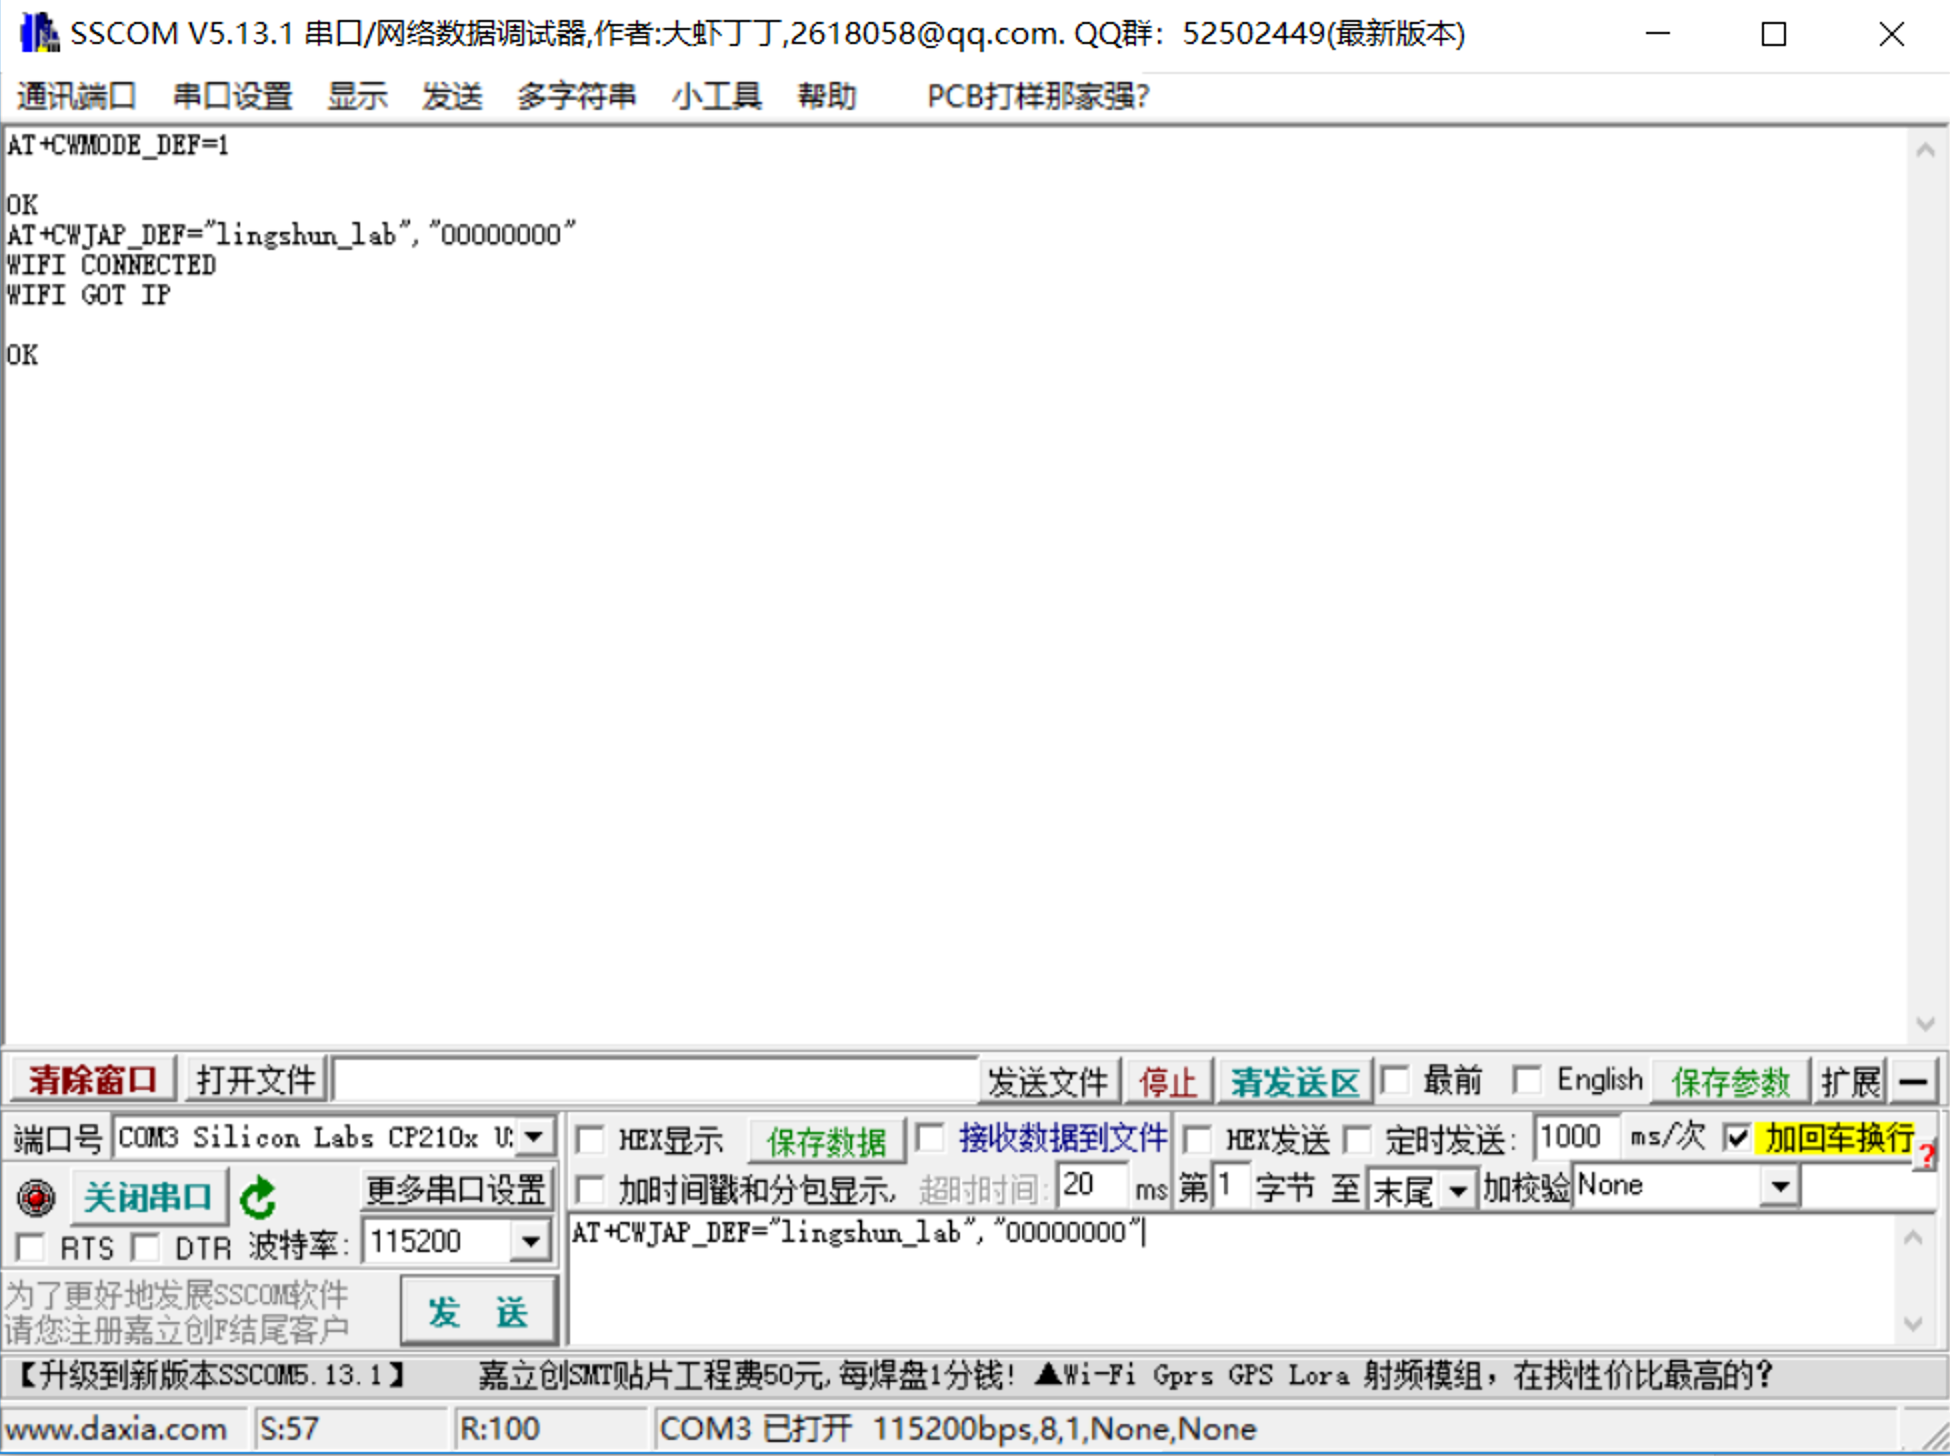 SSCOM V5.13.1 串口/网络数据调试器,作者:大虾丁丁,2618058@qq.com. QQ群：52502449(最新版本)
通讯端口 串口设置 显示 发送 多字符串 小工具 帮助 PCB打样那家强?
AT+CWMODE_DEF=1
OK
AT+CWJAP_DEF="lingshun_lab","00000000"
WIFI CONNECTED
WIFI GOT IP
OK
清除窗口 打开文件 发送文件 停止 清发送区 最前 English 保存参数 扩展 —
端口号 COM3 Silicon Labs CP210x U HEX显示 保存数据 接收数据到文件 HEX发送 定时发送: 1000 ms/次 加回车换行 ?
关闭串口 更多串口设置 加时间戳和分包显示, 超时时间: 20 ms 第 1 字节 至 末尾 加校验 None
RTS DTR 波特率: 115200 AT+CWJAP_DEF="lingshun_lab","00000000"
为了更好地发展SSCOM软件
请您注册嘉立创F结尾客户
发 送
【升级到新版本SSCOM5.13.1】 嘉立创SMT贴片工程费50元,每焊盘1分钱! ▲Wi-Fi Gprs GPS Lora 射频模组，在找性价比最高的?
www.daxia.com S:57 R:100 COM3 已打开 115200bps,8,1,None,None